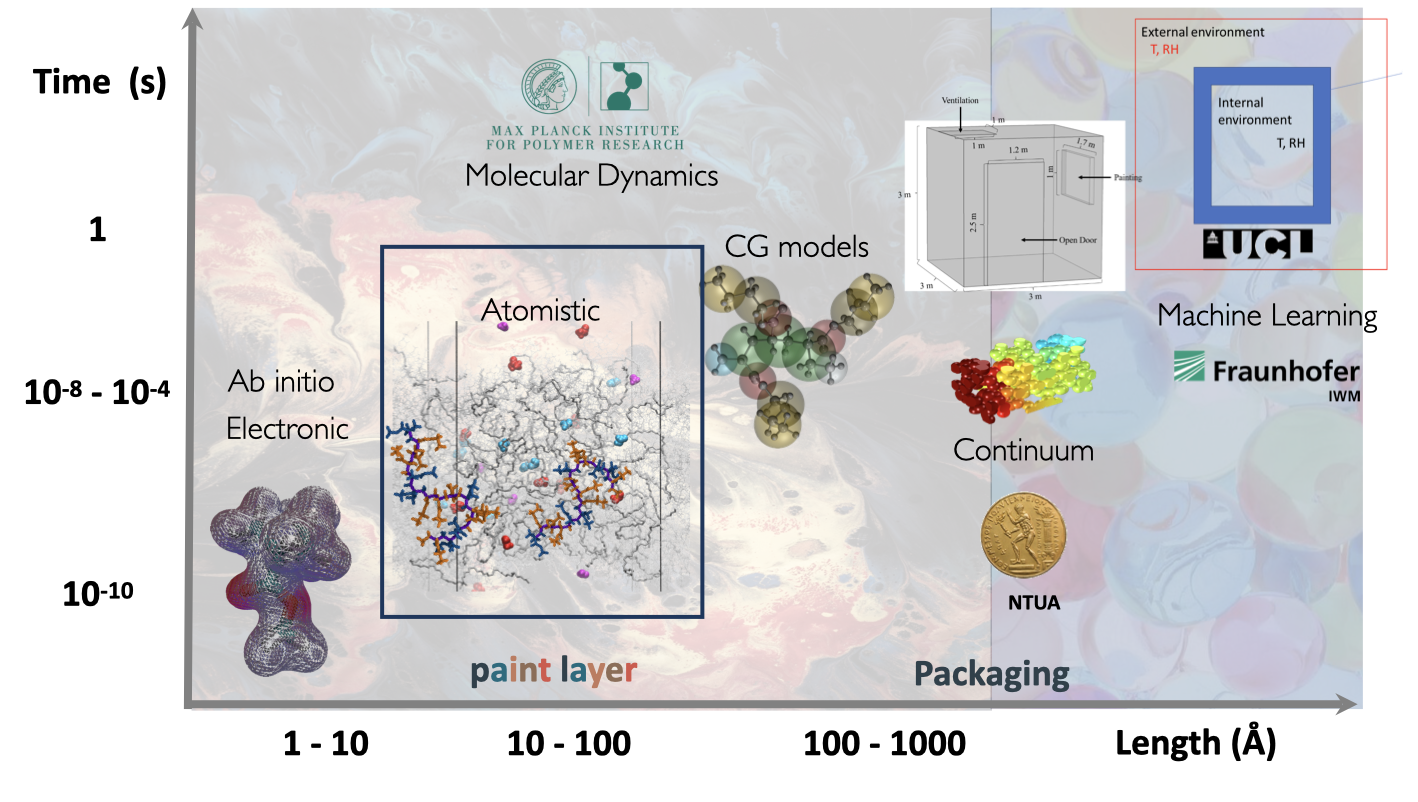 Time (s)
1
10-8 - 10-4
10-10
MAX PLANCK INSTITUTE
FOR POLYMER RESEARCH
Molecular Dynamics
Atomistic
Ab initio
Electronic
CG models
Ventilation
1 m
1 m
1.2 m
1.7 m
1 m
Painting
3 m
2.5 m
Open Door
3 m
3 m
External environment
T, RH
Internal
environment
T, RH
UCL
Machine Learning
Fraunhofer
IWM
Continuum
NTUA
paint layer
Packaging
1 - 10
10 - 100
100 - 1000
Length (Å)